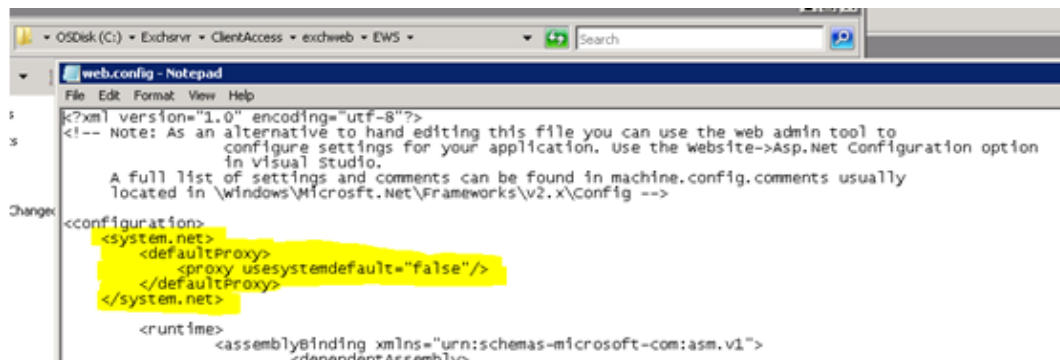 OSDisk (C:) Exchsrvr ClientAccess exchweb EWS Search
web.config - Notepad
File Edit Format View Help
<?xml version="1.0" encoding="utf-8"?>
<!-- Note: As an alternative to hand editing this file you can use the web admin tool to
configure settings for your application. Use the Website->Asp.Net Configuration option
in Visual Studio.
A full list of settings and comments can be found in machine.config.comments usually
located in \Windows\Microsft.Net\Frameworks\v2.x\Config -->
Changed
<configuration>
<system.net>
<defaultProxy>
<proxy usesystemdefault="false"/>
</defaultProxy>
</system.net>
<runtime>
<assemblyBinding xmlns="urn:schemas-microsoft-com:asm.v1">
<dependentAssembly>